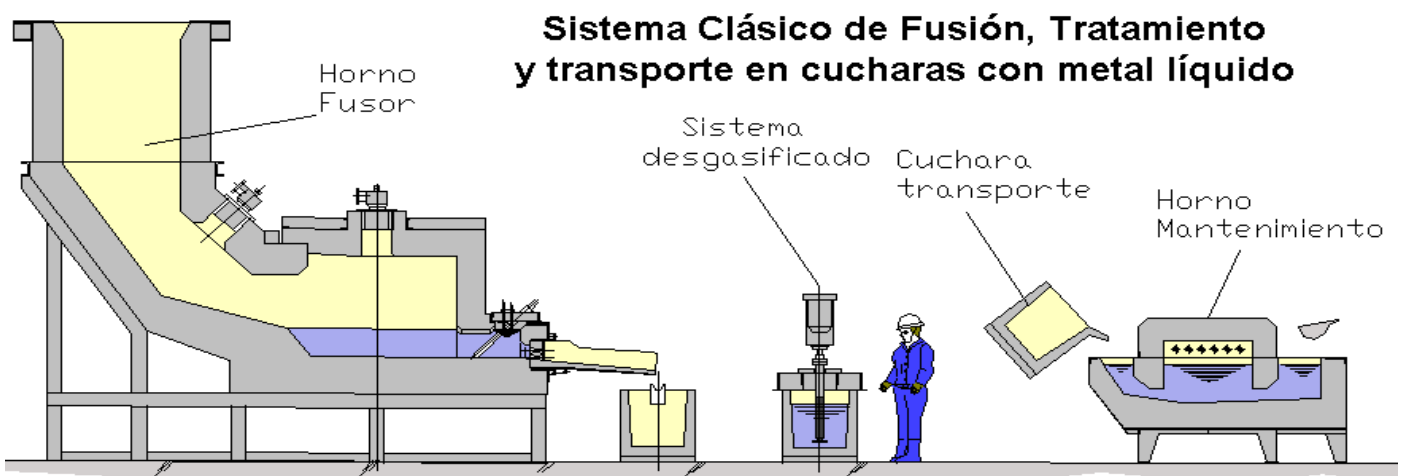 Sistema Clásico de Fusión, Tratamiento
y transporte en cucharas con metal líquido
Horno
Fusor
Sistema
desgasificado
Cuchara
transporte
Horno
Mantenimiento